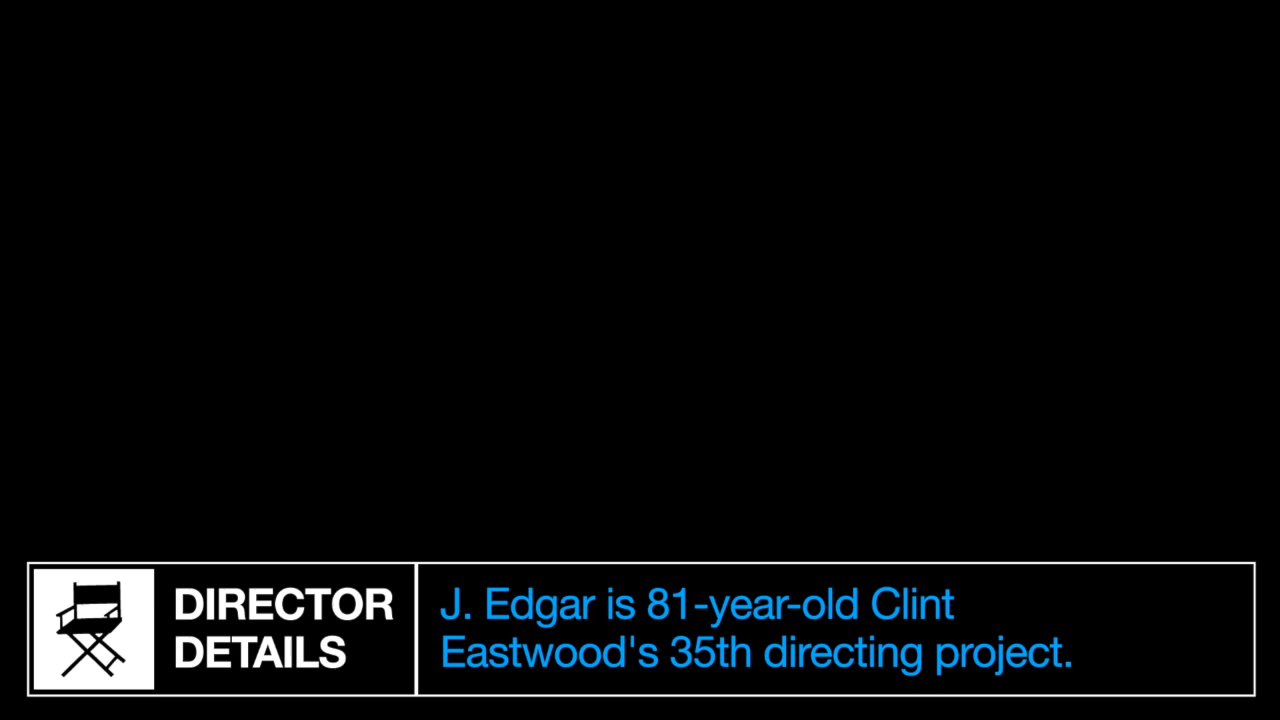 DIRECTOR
DETAILS
J. Edgar is 81-year-old Clint
Eastwood's 35th directing project.